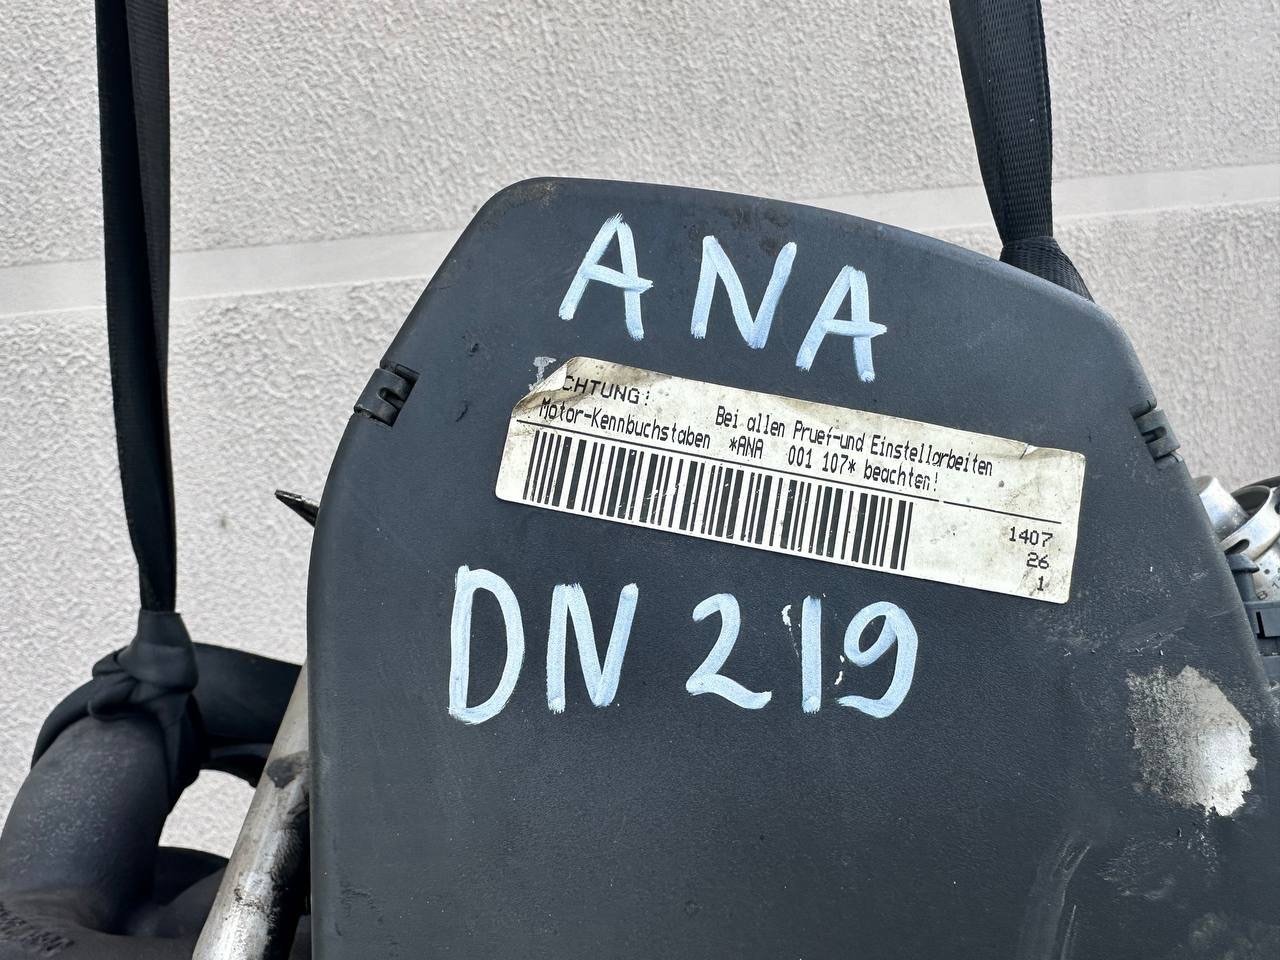 ANA
CHTUNG! Bei allen Pruef-und Einstellarbeiten
Motor-Kennbuchstaben *ANA 001 107* beachten!
1407
26
1
DN 219